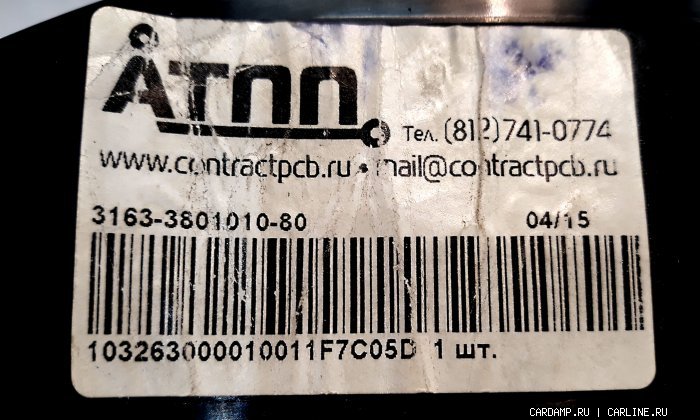 АТПП
Тел. (812)741-0774
www.contractpcb.ru • mail@contractpcb.ru
3163-3801010-80 04/15
103263000010011F7C05D 1 шт.
CARDAMP.RU | CARLINE.RU